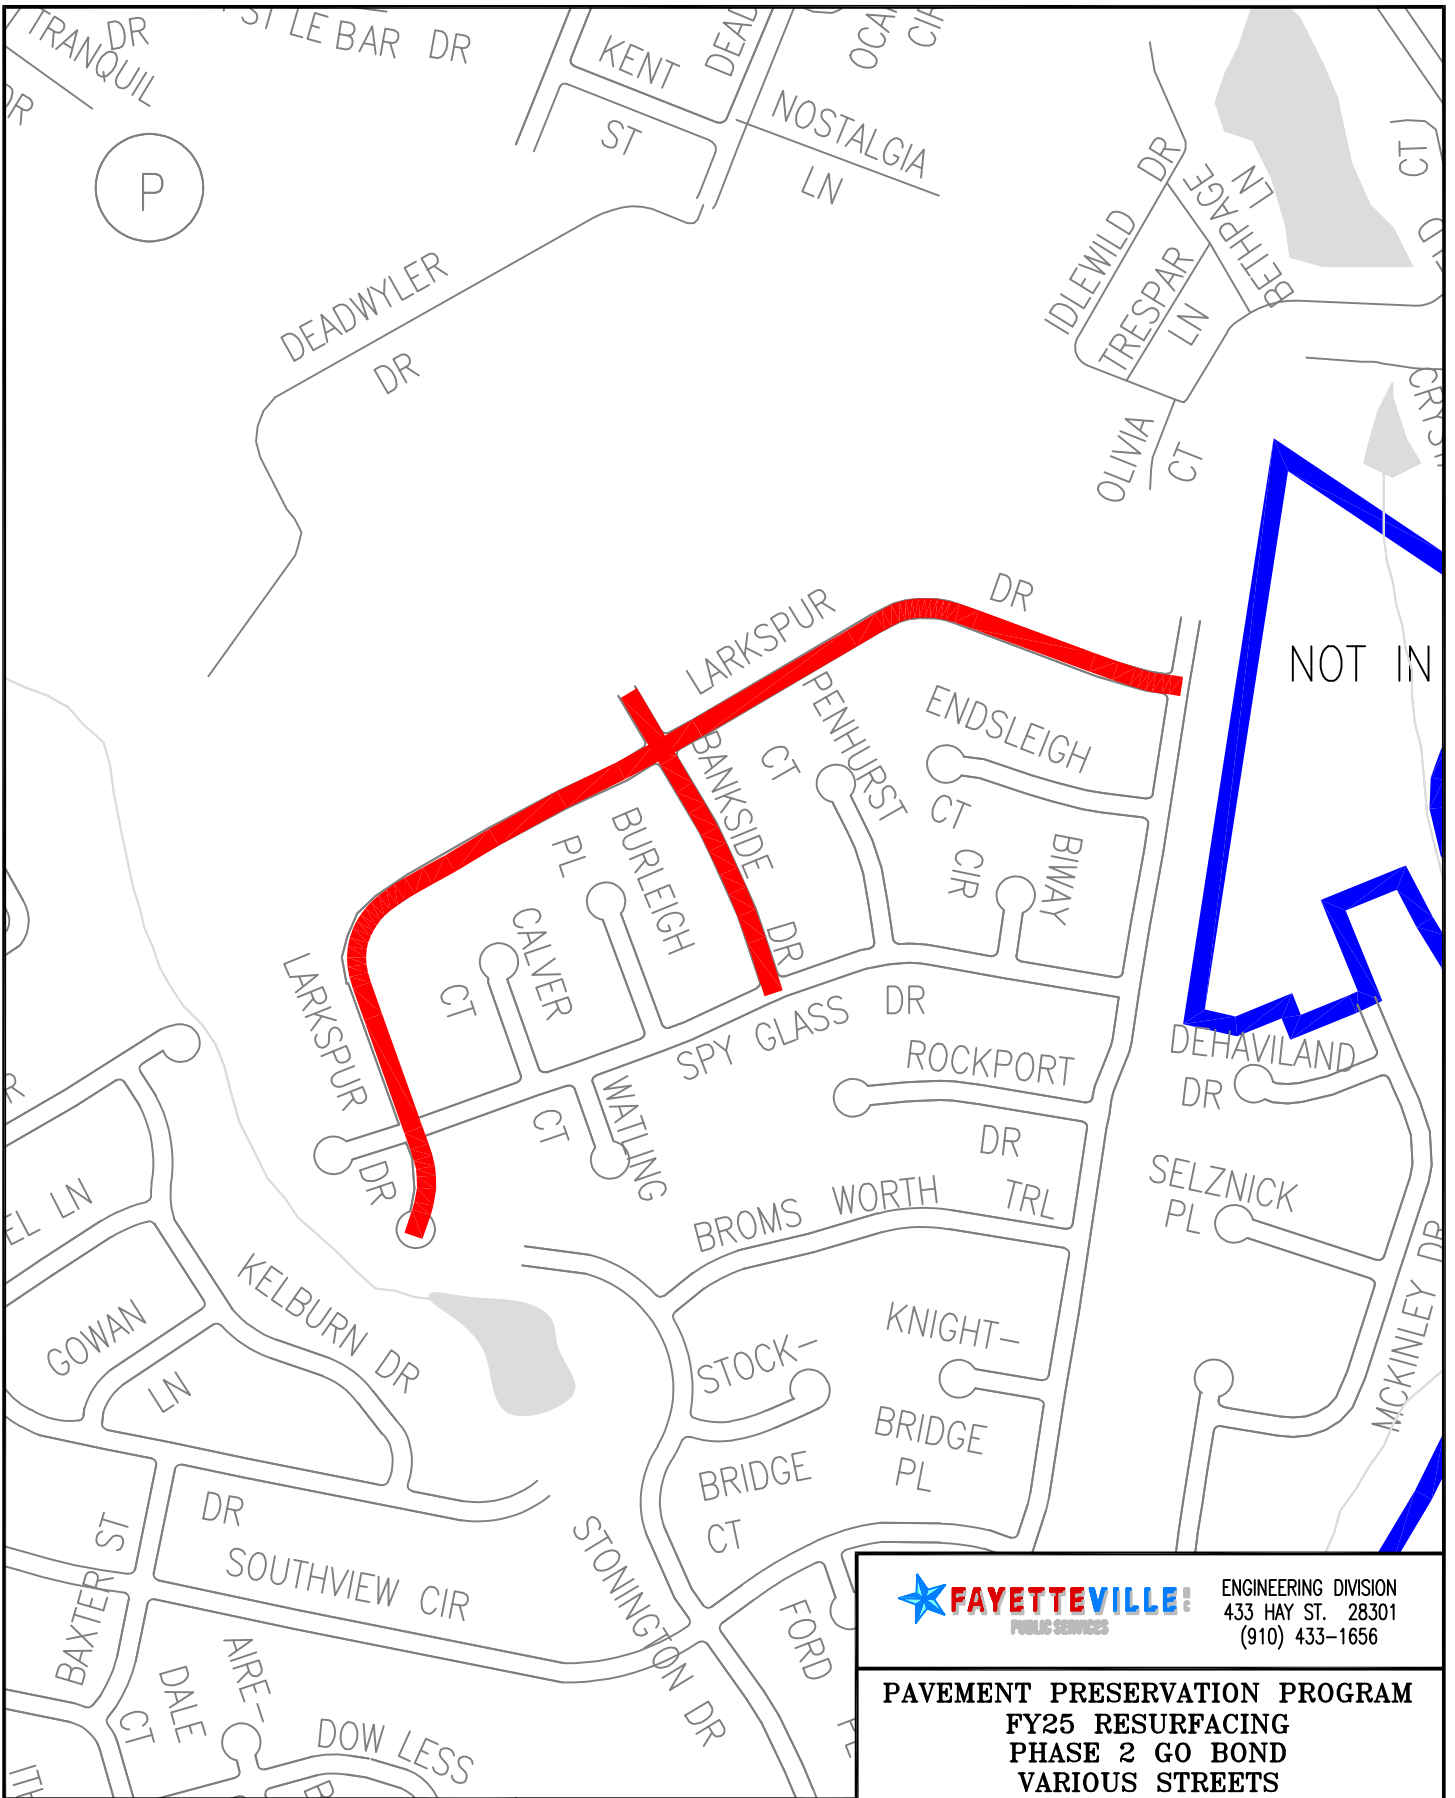 TRANQUIL
DR
DR
ST LE BAR DR
KENT
ST
NOSTALGIA
LN
P
DEADWYLER
DR
IDLEWILD
DR
BETHPAGE
LN
TRESPAR
LN
CT
OLIVIA
CT
LARKSPUR
DR
NOT IN
PENHURST
CT
ENDSLEIGH
CT
BANKSIDE
DR
BIWAY
CIR
BURLEIGH
PL
CALVER
CT
LARKSPUR
DR
SPY GLASS DR
ROCKPORT
DR
WATLING
CT
DEHAVILAND
DR
SELZNICK
PL
BROMS WORTH TRL
MCKINLEY DR
EL LN
GOWAN
LN
KELBURN DR
STOCK-
BRIDGE
CT
KNIGHT-
BRIDGE
PL
DR
SOUTHVIEW CIR
BAXTER ST
STONINGTON DR
FORD
AIRE-
DALE
CT
DOW LESS
FAYETTEVILLE
PUBLIC SERVICES
ENGINEERING DIVISION
433 HAY ST. 28301
(910) 433-1656
PAVEMENT PRESERVATION PROGRAM
FY25 RESURFACING
PHASE 2 GO BOND
VARIOUS STREETS